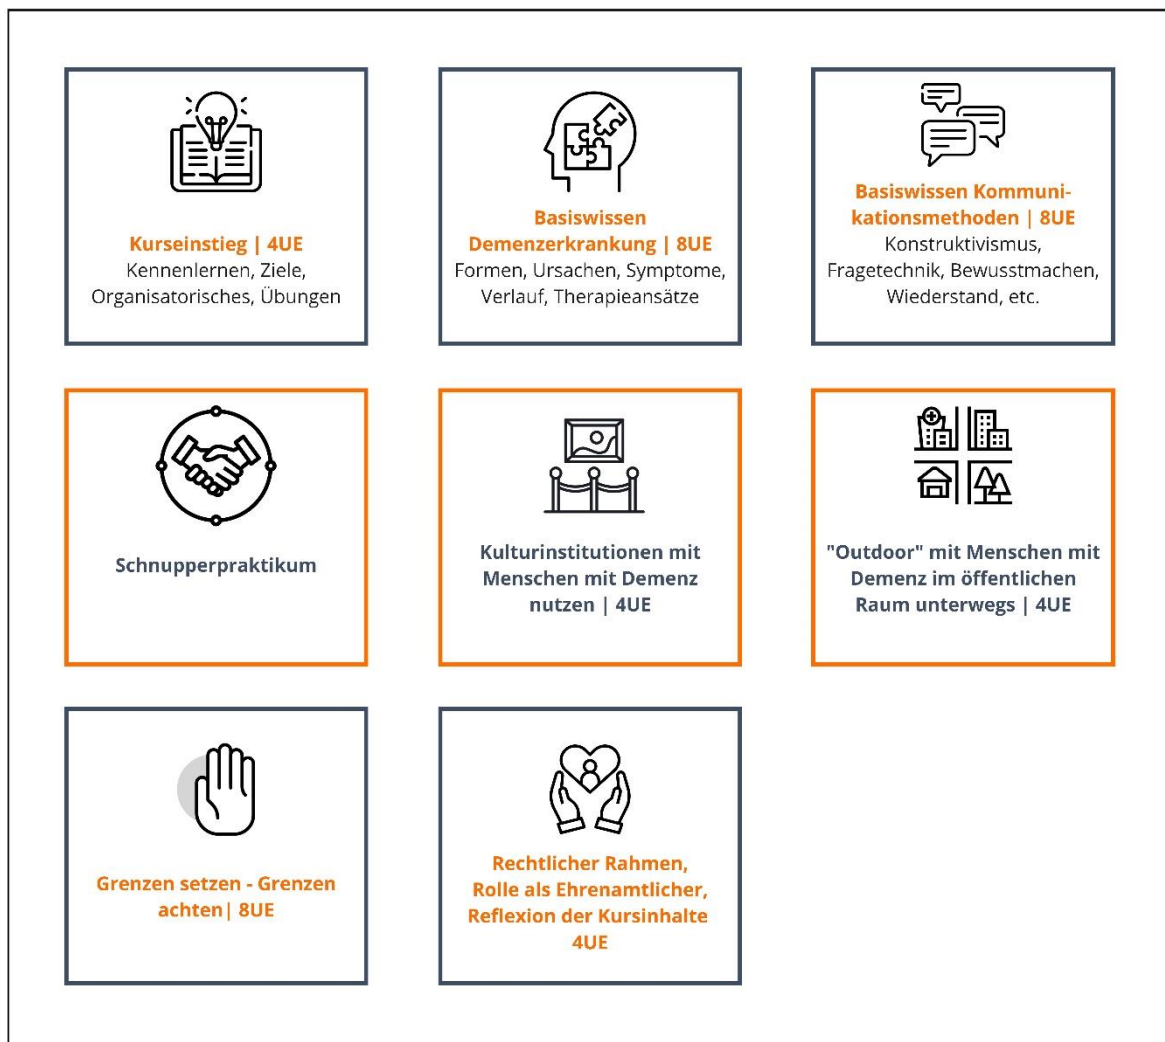 Kurseinstieg | 4UE
Kennenlernen, Ziele,
Organisatorisches, Übungen
Basiswissen
Demenzerkrankung | 8UE
Formen, Ursachen, Symptome,
Verlauf, Therapieansätze
Basiswissen Kommuni-
kationsmethoden | 8UE
Konstruktivismus,
Fragetechnik, Bewusstmachen,
Wiederstand, etc.
Schnupperpraktikum
Kulturinstitutionen mit
Menschen mit Demenz
nutzen | 4UE
"Outdoor" mit Menschen mit
Demenz im öffentlichen
Raum unterwegs | 4UE
Grenzen setzen - Grenzen
achten| 8UE
Rechtlicher Rahmen,
Rolle als Ehrenamtlicher,
Reflexion der Kursinhalte
4UE